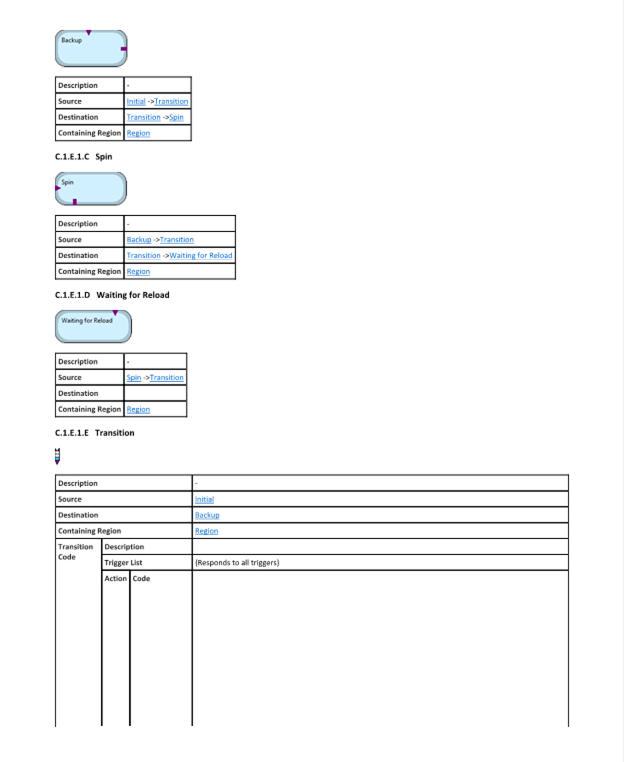 Backup
Description -
Source Initial ->Transition
Destination Transition ->Spin
Containing Region Region
C.1.E.1.C Spin
Spin
Description -
Source Backup ->Transition
Destination Transition ->Waiting for Reload
Containing Region Region
C.1.E.1.D Waiting for Reload
Waiting for Reload
Description -
Source Spin ->Transition
Destination
Containing Region Region
C.1.E.1.E Transition
Description -
Source Initial
Destination Backup
Containing Region Region
Transition Code Description
Trigger List (Responds to all triggers)
Action Code